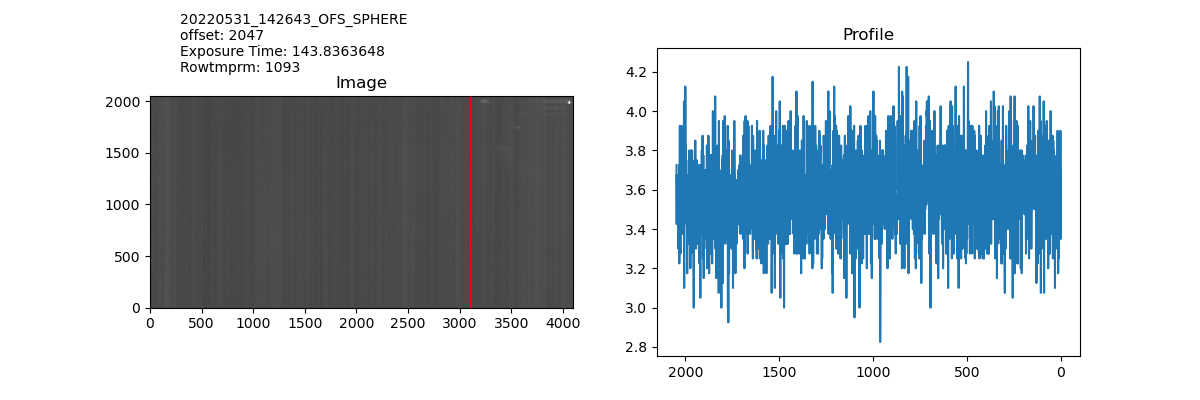 20220531_142643_OFS_SPHERE
offset: 2047
Exposure Time: 143.8363648
Rowtmprm: 1093
Image
2000
1500
1000
500
0
0 500 1000 1500 2000 2500 3000 3500 4000
Profile
4.2
4.0
3.8
3.6
3.4
3.2
3.0
2.8
2000 1500 1000 500 0